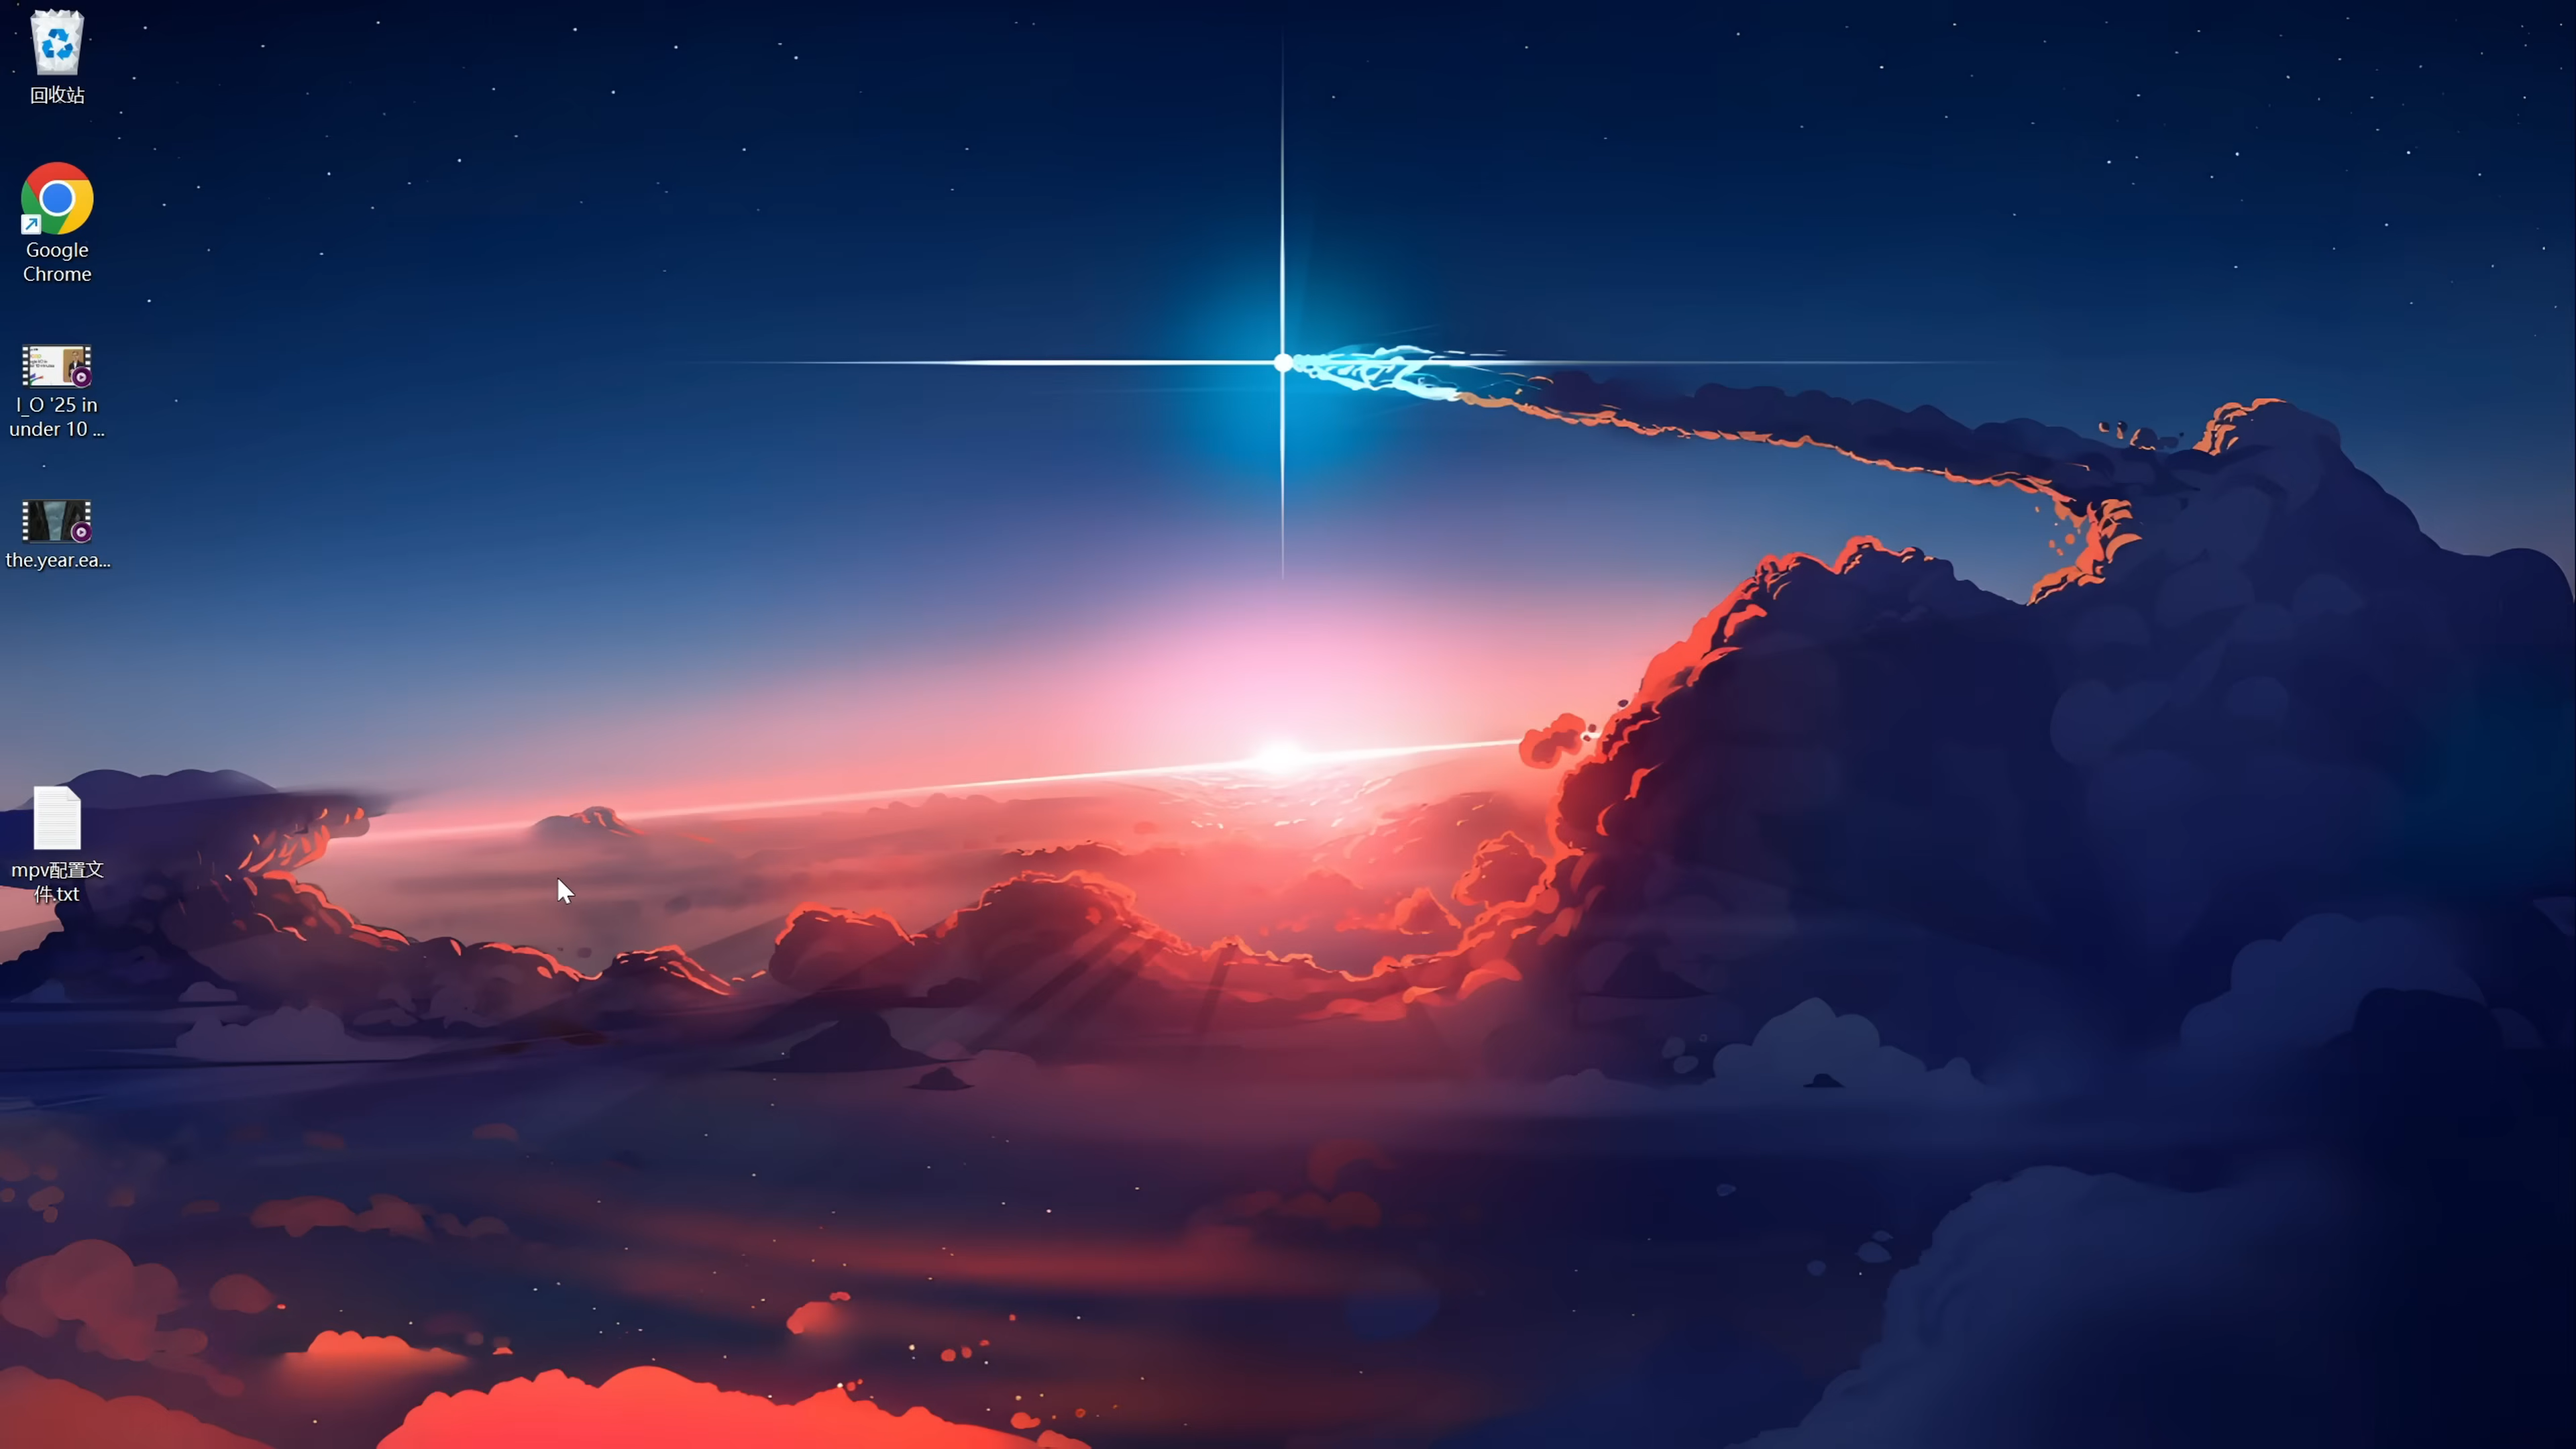 回收站
Google
Chrome
I_O '25 in
under 10 ...
the.year.ea...
mpv配置文
件.txt